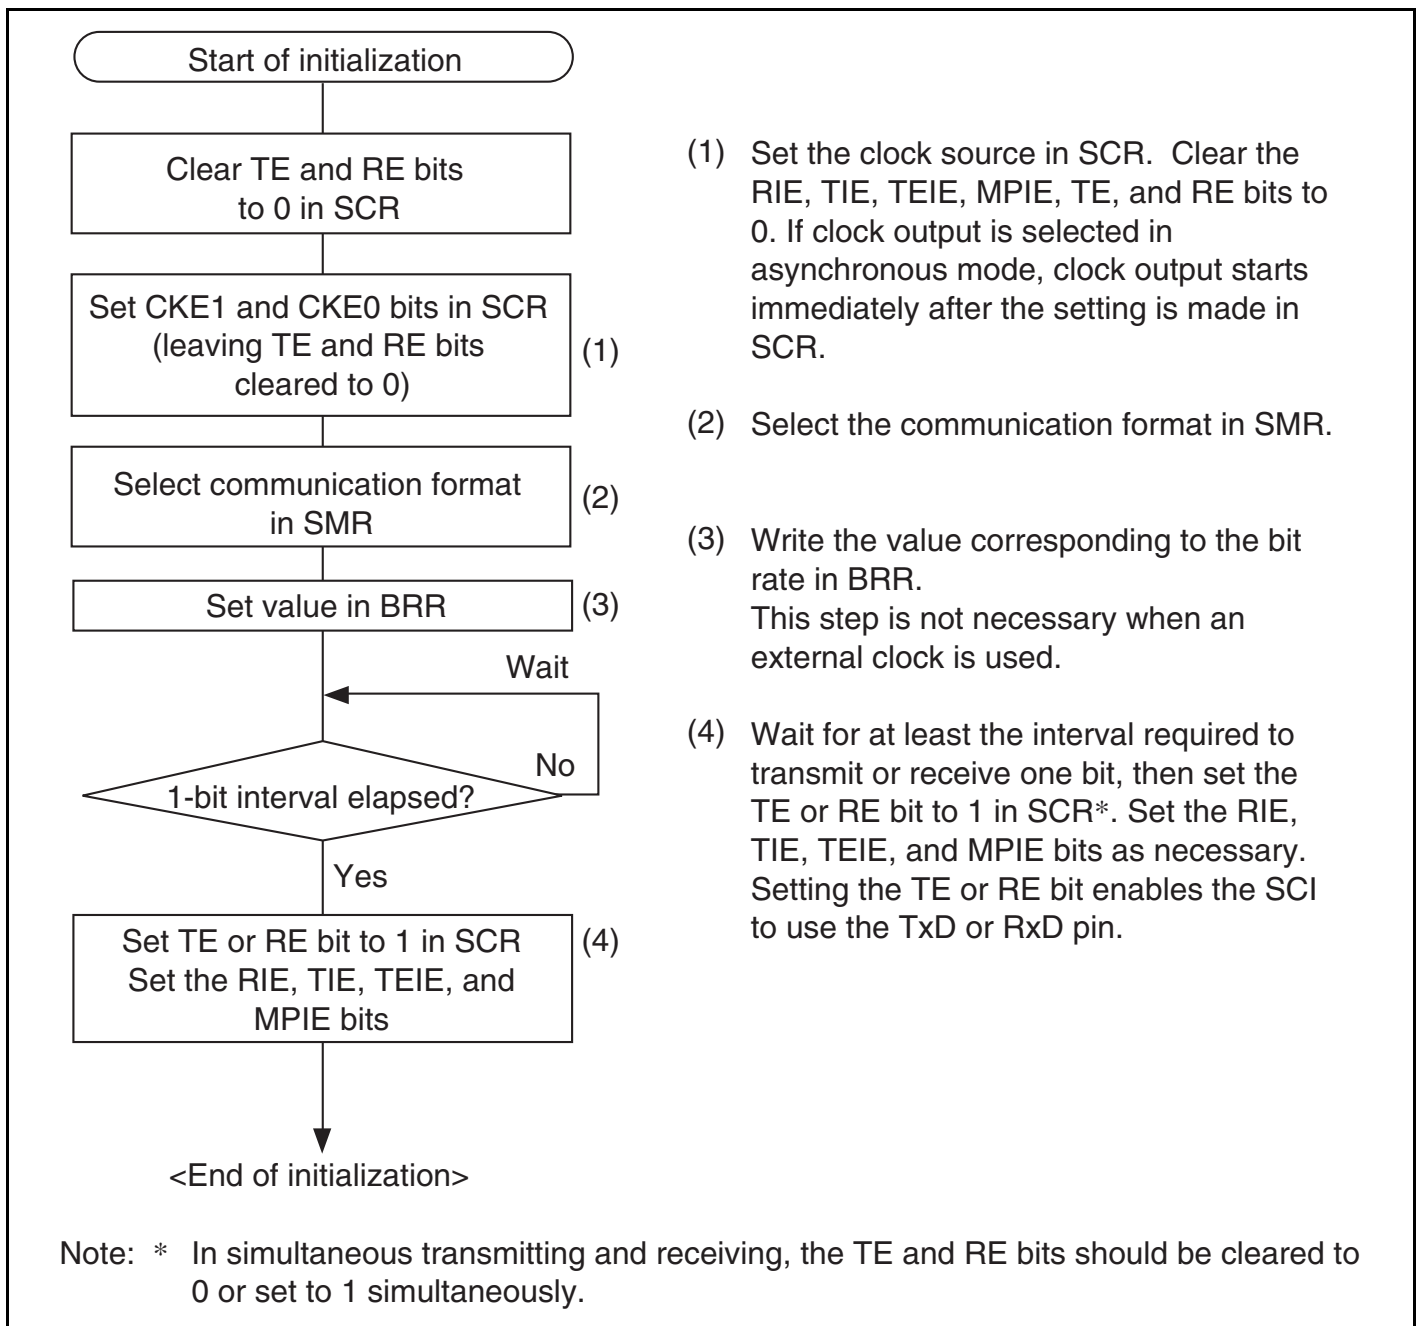 Start of initialization
Clear TE and RE bits
to 0 in SCR
Set CKE1 and CKE0 bits in SCR
(leaving TE and RE bits
cleared to 0)
(1)
Select communication format
in SMR
(2)
Set value in BRR
(3)
Wait
No
1-bit interval elapsed?
Yes
Set TE or RE bit to 1 in SCR
Set the RIE, TIE, TEIE, and
MPIE bits
(4)
<End of initialization>
(1) Set the clock source in SCR.  Clear the
RIE, TIE, TEIE, MPIE, TE, and RE bits to
0. If clock output is selected in
asynchronous mode, clock output starts
immediately after the setting is made in
SCR.
(2) Select the communication format in SMR.
(3) Write the value corresponding to the bit
rate in BRR.
This step is not necessary when an
external clock is used.
(4) Wait for at least the interval required to
transmit or receive one bit, then set the
TE or RE bit to 1 in SCR*. Set the RIE,
TIE, TEIE, and MPIE bits as necessary.
Setting the TE or RE bit enables the SCI
to use the TxD or RxD pin.
Note: * In simultaneous transmitting and receiving, the TE and RE bits should be cleared to
0 or set to 1 simultaneously.